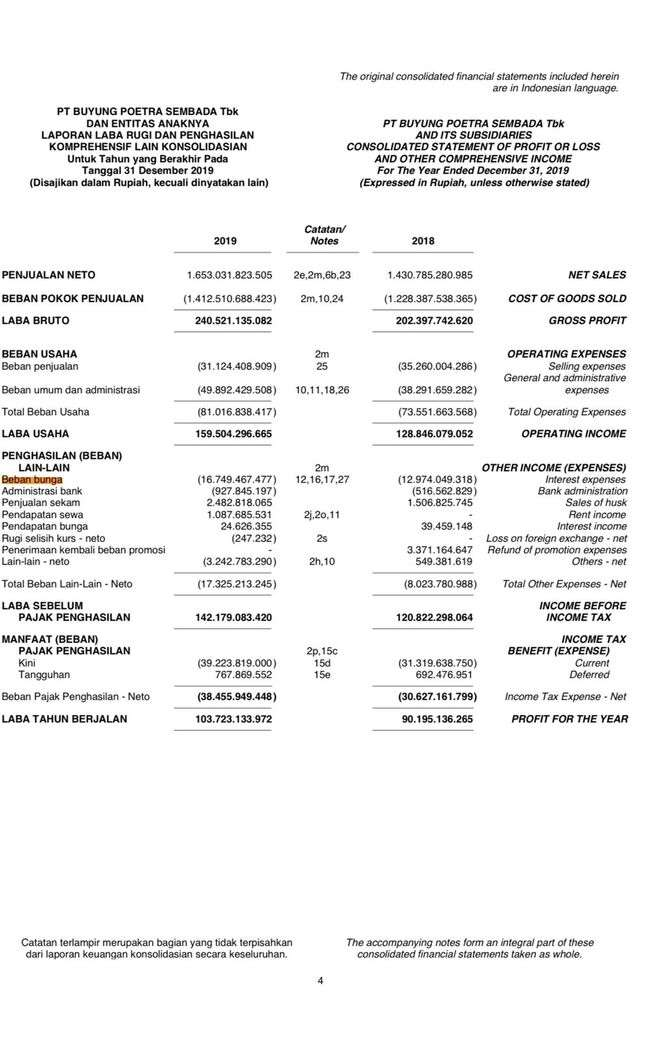 The original consolidated financial statements included herein
are in Indonesian language.
PT BUYUNG POETRA SEMBADA Tbk
DAN ENTITAS ANAKNYA
LAPORAN LABA RUGI DAN PENGHASILAN
KOMPREHENSIF LAIN KONSOLIDASIAN
Untuk Tahun yang Berakhir Pada
Tanggal 31 Desember 2019
(Disajikan dalam Rupiah, kecuali dinyatakan lain)
PT BUYUNG POETRA SEMBADA Tbk
AND ITS SUBSIDIARIES
CONSOLIDATED STATEMENT OF PROFIT OR LOSS
AND OTHER COMPREHENSIVE INCOME
For The Year Ended December 31, 2019
(Expressed in Rupiah, unless otherwise stated)
Catatan/
2019 Notes 2018
PENJUALAN NETO 1.653.031.823.505 2e,2m,6b,23 1.430.785.280.985 NET SALES
BEBAN POKOK PENJUALAN (1.412.510.688.423) 2m,10,24 (1.228.387.538.365) COST OF GOODS SOLD
LABA BRUTO 240.521.135.082 202.397.742.620 GROSS PROFIT
BEBAN USAHA 2m OPERATING EXPENSES
Beban penjualan (31.124.408.909) 25 (35.260.004.286) Selling expenses
General and administrative
Beban umum dan administrasi (49.892.429.508) 10,11,18,26 (38.291.659.282) expenses
Total Beban Usaha (81.016.838.417) (73.551.663.568) Total Operating Expenses
LABA USAHA 159.504.296.665 128.846.079.052 OPERATING INCOME
PENGHASILAN (BEBAN)
LAIN-LAIN 2m OTHER INCOME (EXPENSES)
Beban bunga (16.749.467.477) 12,16,17,27 (12.974.049.318) Interest expenses
Administrasi bank (927.845.197) (516.562.829) Bank administration
Penjualan sekam 2.482.818.065 1.506.825.745 Sales of husk
Pendapatan sewa 1.087.685.531 2j,2o,11 - Rent income
Pendapatan bunga 24.626.355 39.459.148 Interest income
Rugi selisih kurs - neto (247.232) 2s - Loss on foreign exchange - net
Penerimaan kembali beban promosi - 3.371.164.647 Refund of promotion expenses
Lain-lain - neto (3.242.783.290) 2h,10 549.381.619 Others - net
Total Beban Lain-Lain - Neto (17.325.213.245) (8.023.780.988) Total Other Expenses - Net
LABA SEBELUM INCOME BEFORE
PAJAK PENGHASILAN 142.179.083.420 120.822.298.064 INCOME TAX
MANFAAT (BEBAN) INCOME TAX
PAJAK PENGHASILAN 2p,15c BENEFIT (EXPENSE)
Kini (39.223.819.000) 15d (31.319.638.750) Current
Tangguhan 767.869.552 15e 692.476.951 Deferred
Beban Pajak Penghasilan - Neto (38.455.949.448) (30.627.161.799) Income Tax Expense - Net
LABA TAHUN BERJALAN 103.723.133.972 90.195.136.265 PROFIT FOR THE YEAR
Catatan terlampir merupakan bagian yang tidak terpisahkan
dari laporan keuangan konsolidasian secara keseluruhan.
The accompanying notes form an integral part of these
consolidated financial statements taken as whole.
4